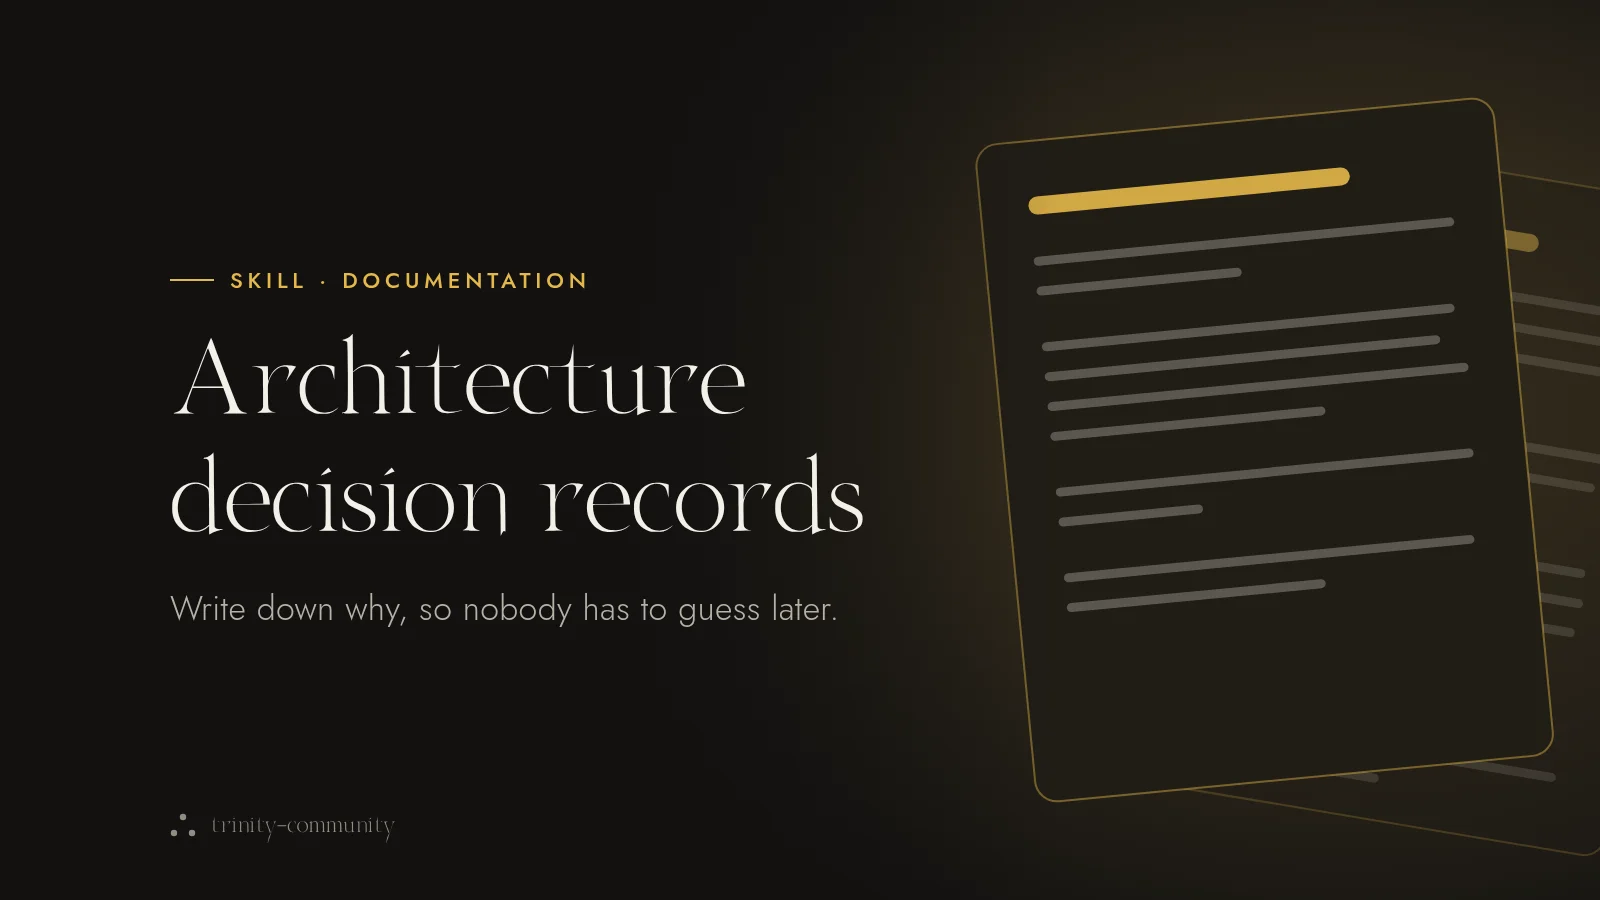 SKILL · DOCUMENTATION
Architecture
decision records
Write down why, so nobody has to guess later.
trinity-community